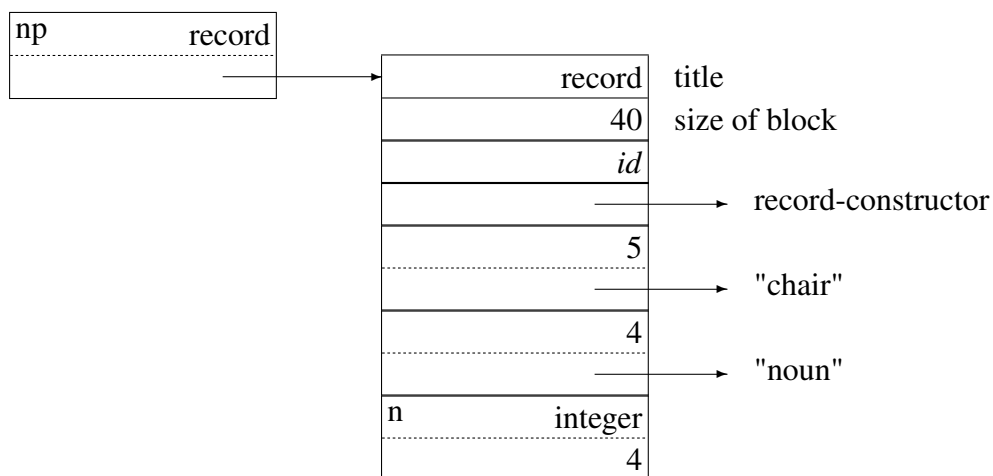 np record
record title
40 size of block
id
record-constructor
5
"chair"
4
"noun"
n integer
4